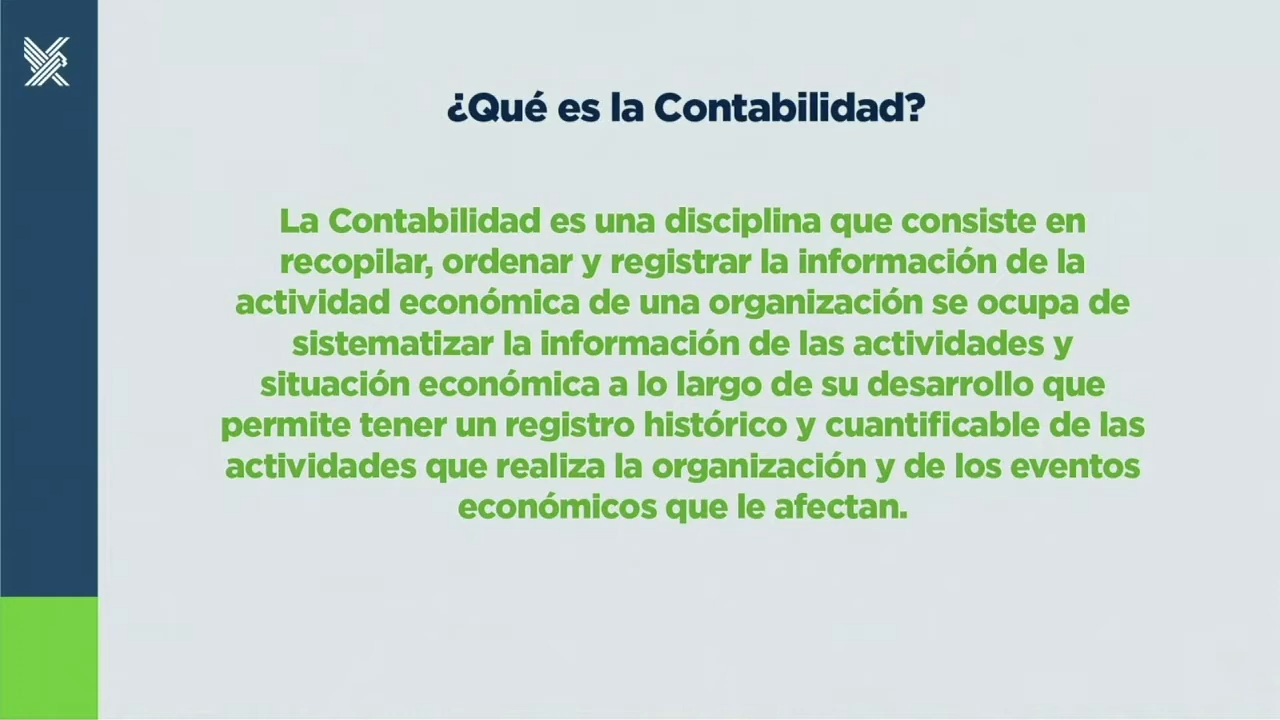 ¿Qué es la Contabilidad?
La Contabilidad es una disciplina que consiste en
recopilar, ordenar y registrar la información de la
actividad económica de una organización se ocupa de
sistematizar la información de las actividades y
situación económica a lo largo de su desarrollo que
permite tener un registro histórico y cuantificable de las
actividades que realiza la organización y de los eventos
económicos que le afectan.